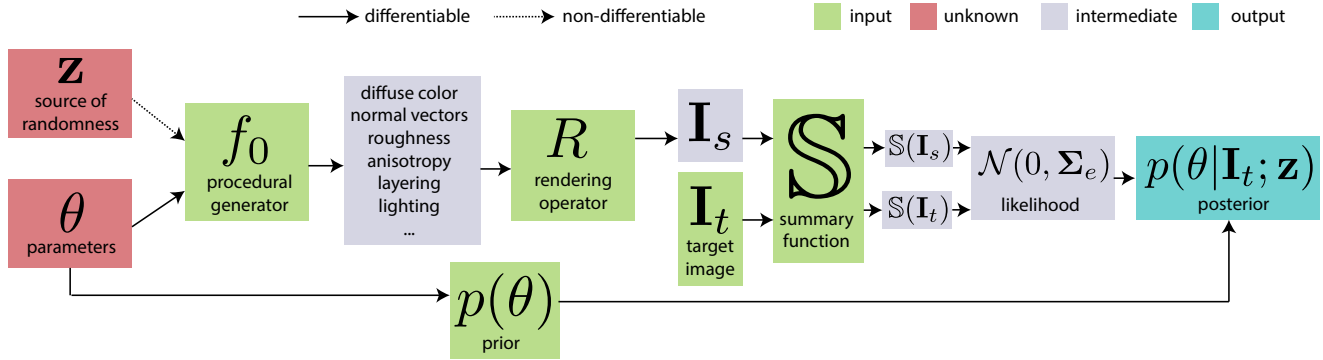 differentiable
non-differentiable
input
unknown
intermediate
output
z
source of
randomness
θ
parameters
f₀
procedural
generator
diffuse color
normal vectors
roughness
anisotropy
layering
lighting
...
R
rendering
operator
Iₛ
Iₜ
target
image
𝕊
summary
function
𝕊(Iₛ)
𝕊(Iₜ)
𝒩(0, Σₑ)
likelihood
p(θ|Iₜ; z)
posterior
p(θ)
prior